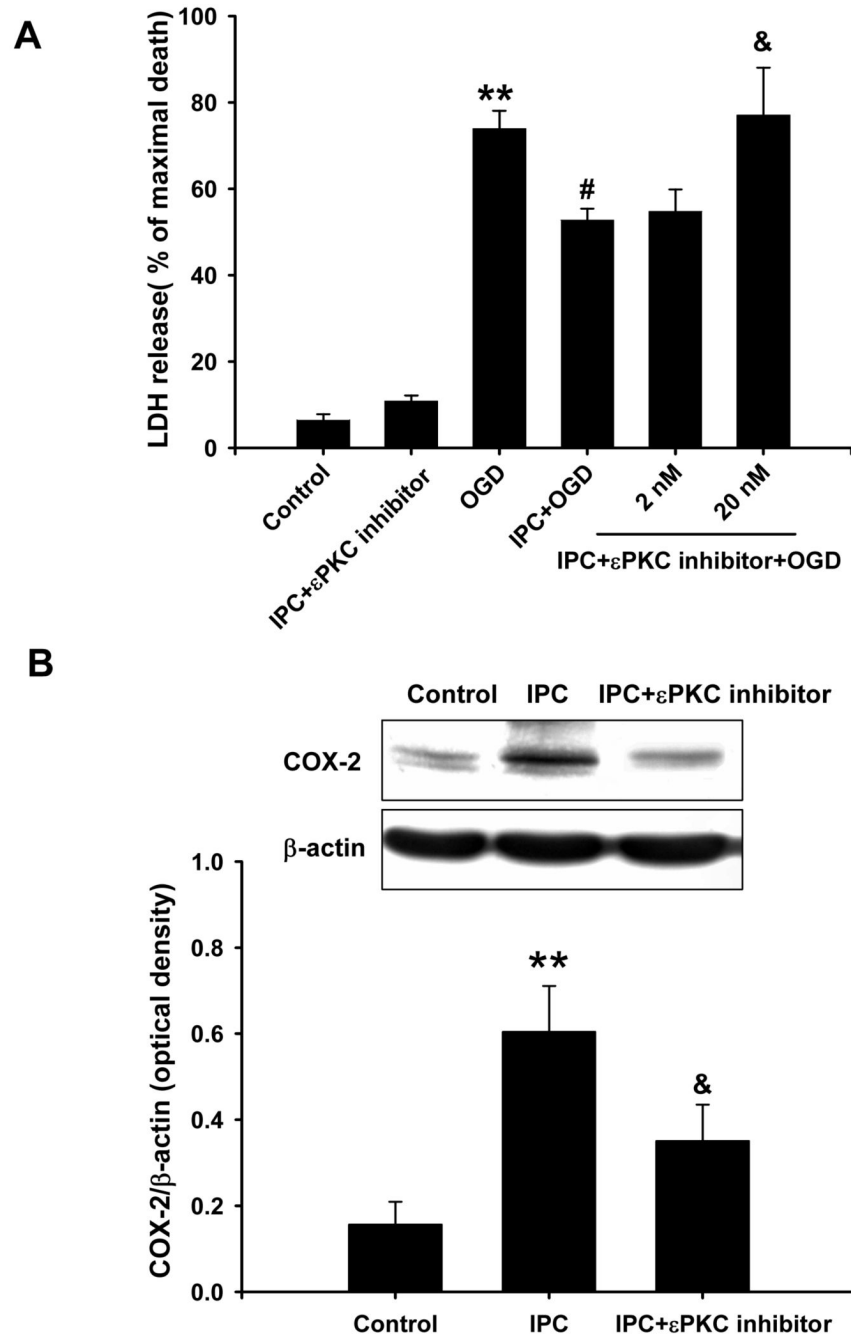 A
LDH release( % of maximal death)
100
80
60
40
20
0
**
#
&
Control
IPC+εPKC inhibitor
OGD
IPC+OGD
2 nM
20 nM
IPC+εPKC inhibitor+OGD
B
Control IPC IPC+εPKC inhibitor
COX-2
β-actin
COX-2/β-actin (optical density)
1.0
0.8
0.6
0.4
0.2
0.0
**
&
Control IPC IPC+εPKC inhibitor